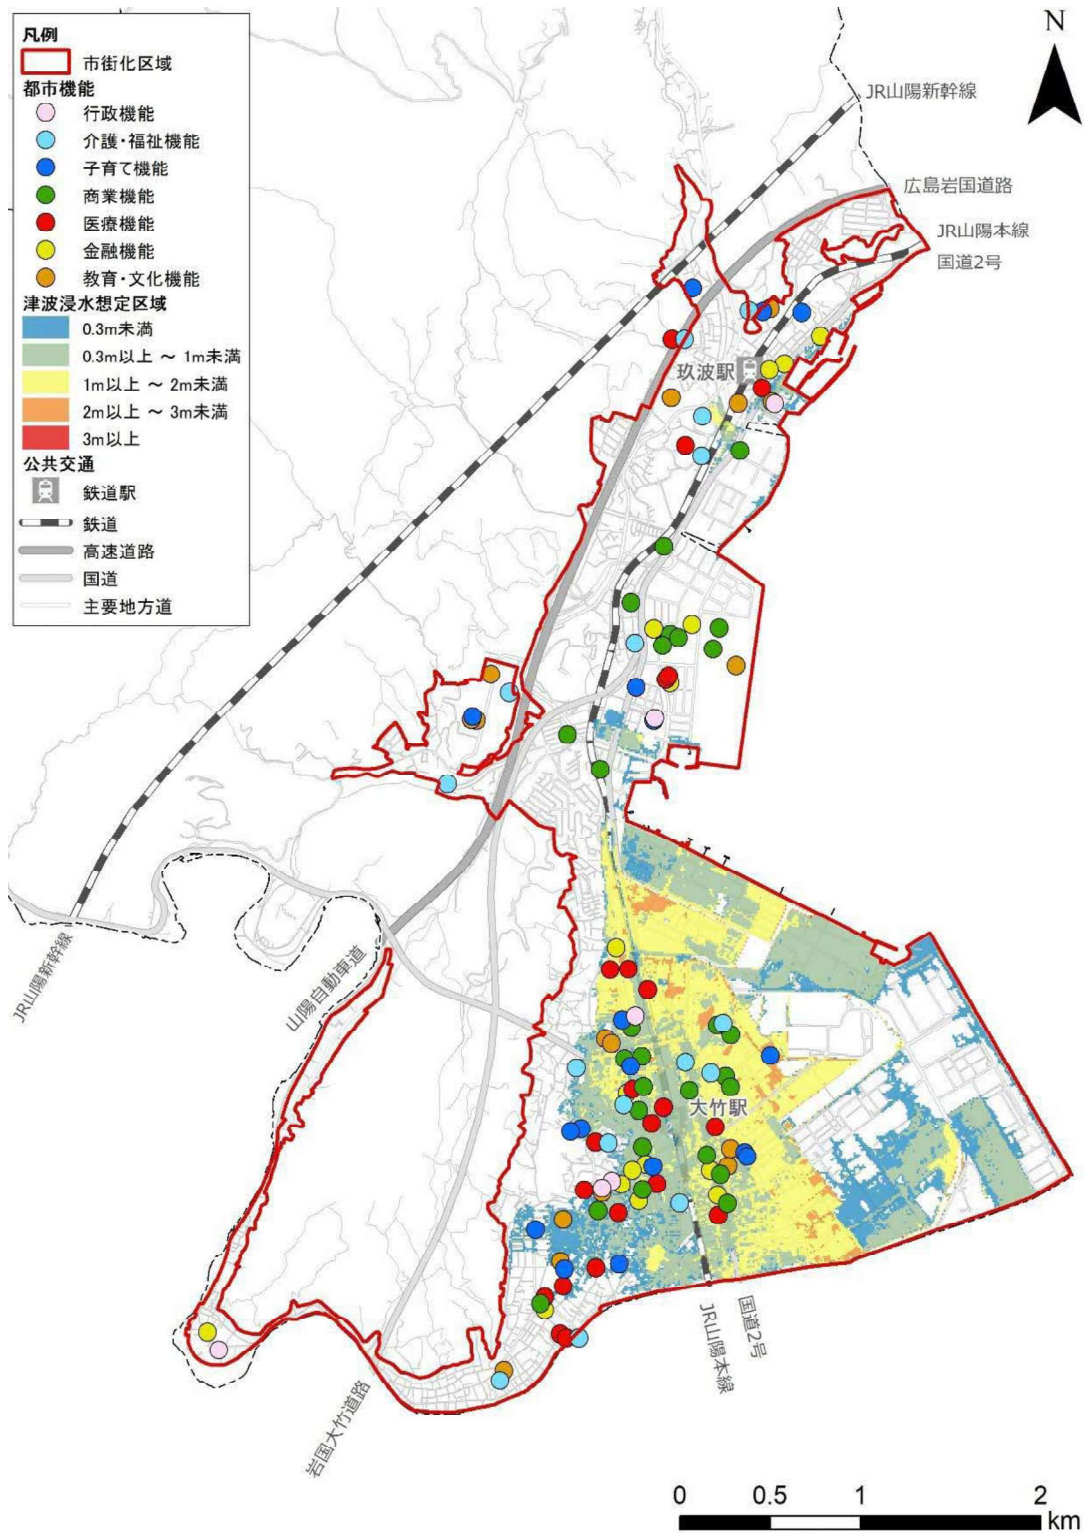 凡例
市街化区域
都市機能
行政機能
介護・福祉機能
子育て機能
商業機能
医療機能
金融機能
教育・文化機能
津波浸水想定区域
0.3m未満
0.3m以上 ～ 1m未満
1m以上 ～ 2m未満
2m以上 ～ 3m未満
3m以上
公共交通
鉄道駅
鉄道
高速道路
国道
主要地方道
N
JR山陽新幹線
広島岩国道路
JR山陽本線
国道2号
玖波駅
JR山陽新幹線
山陽自動車道
大竹駅
JR山陽本線
国道2号
岩国大竹道路
0 0.5 1 2
km